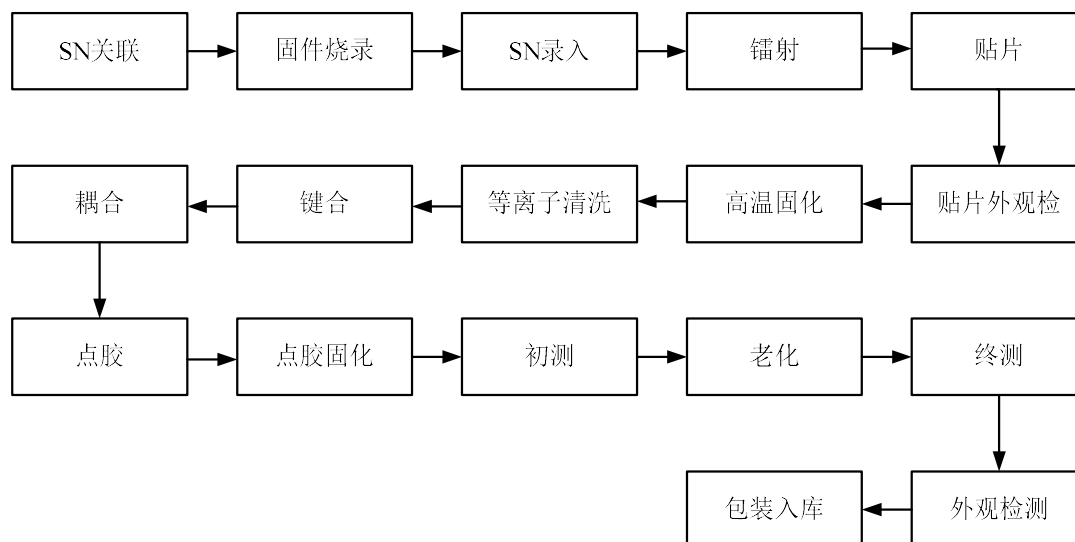 SN关联
固件烧录
SN录入
镭射
贴片
贴片外观检
高温固化
等离子清洗
键合
耦合
点胶
点胶固化
初测
老化
终测
外观检测
包装入库